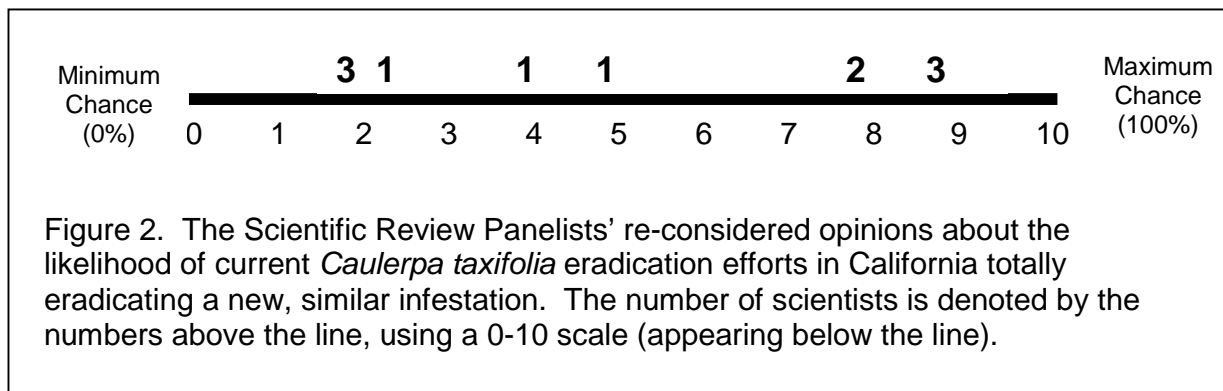 3 1 1 1 2 3
Minimum
Chance
(0%)
Maximum
Chance
(100%)
0 1 2 3 4 5 6 7 8 9 10
Figure 2. The Scientific Review Panelists’ re-considered opinions about the
likelihood of current Caulerpa taxifolia eradication efforts in California totally
eradicating a new, similar infestation. The number of scientists is denoted by the
numbers above the line, using a 0-10 scale (appearing below the line).